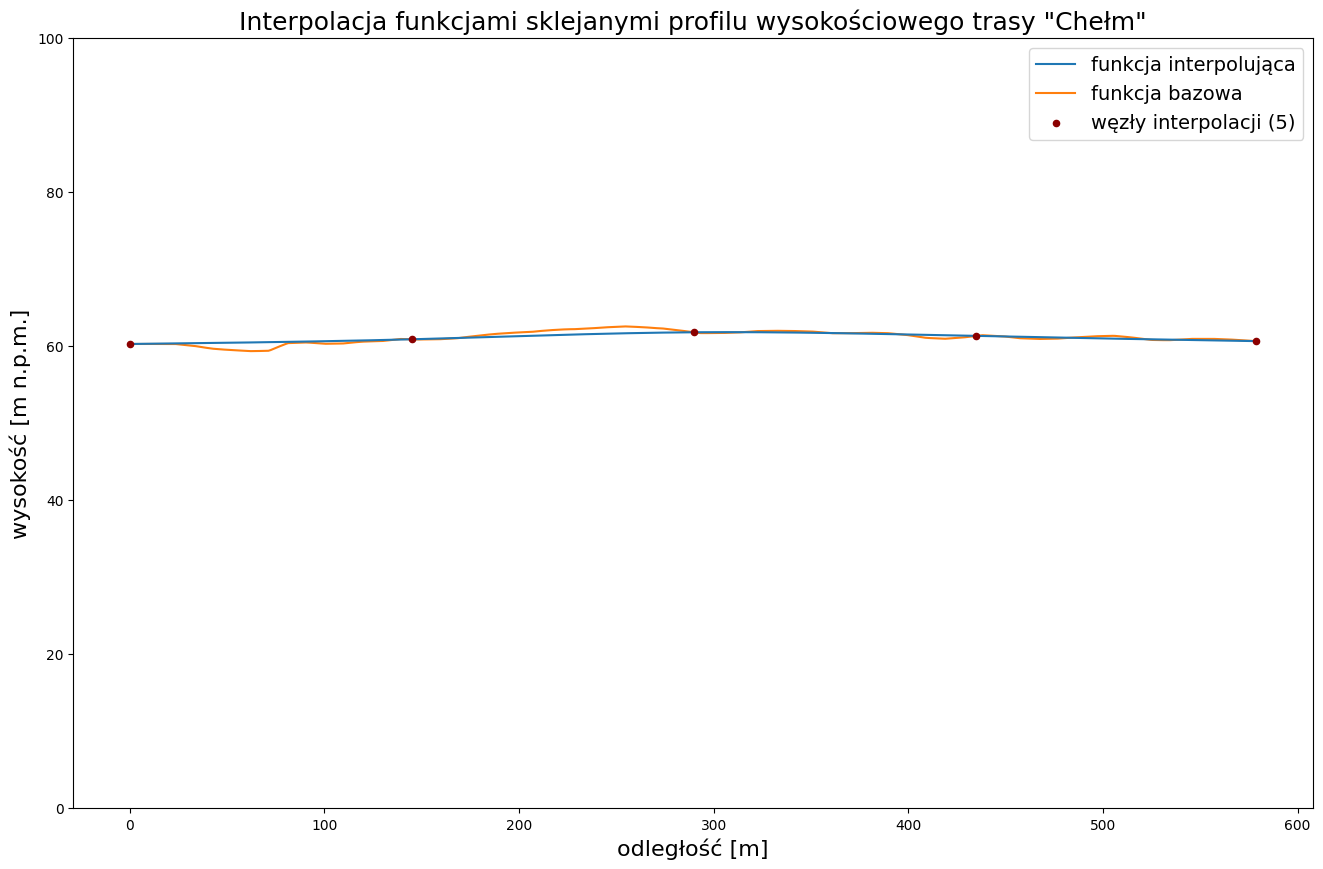 Interpolacja funkcjami sklejanymi profilu wysokościowego trasy "Chełm"
funkcja interpolująca
funkcja bazowa
węzły interpolacji (5)
wysokość [m n.p.m.]
100
80
60
40
20
0
0 100 200 300 400 500 600
odległość [m]